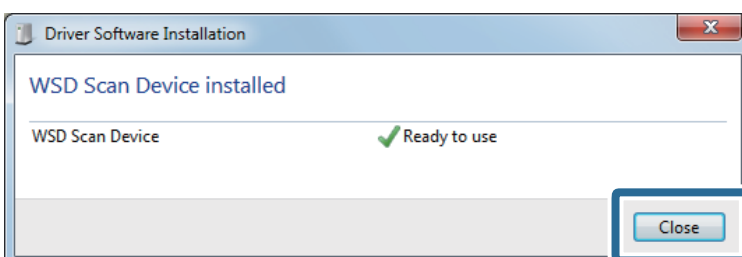 Driver Software Installation
WSD Scan Device installed
WSD Scan Device Ready to use
Close